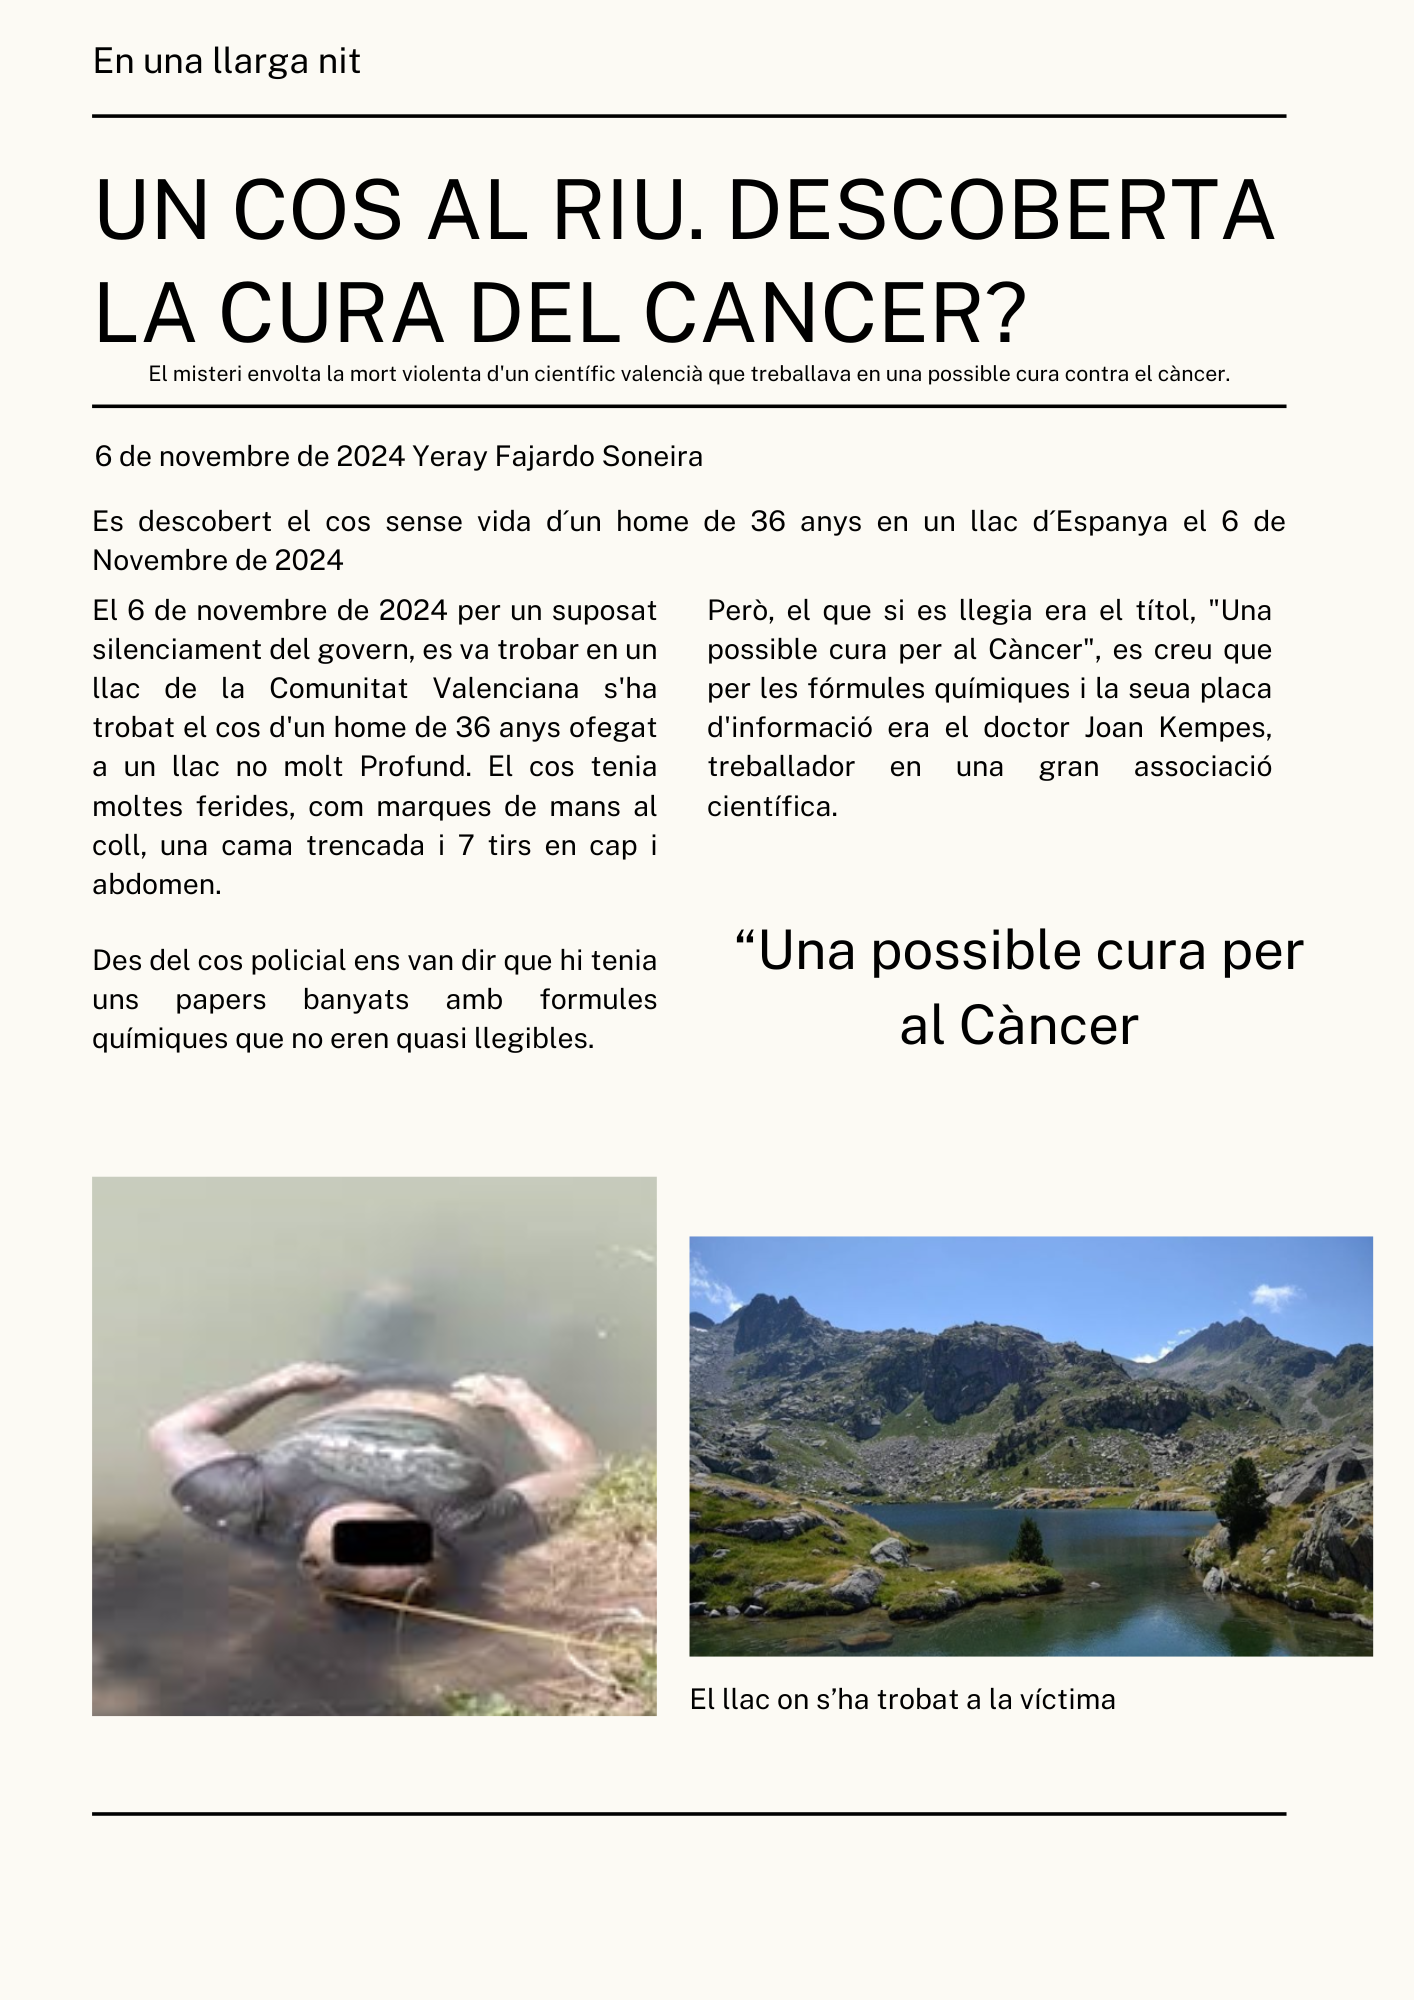 En una llarga nit
UN COS AL RIU. DESCOBERTA
LA CURA DEL CANCER?
El misteri envolta la mort violenta d'un científic valencià que treballava en una possible cura contra el càncer.
6 de novembre de 2024 Yeray Fajardo Soneira
Es descobert el cos sense vida d´un home de 36 anys en un llac d´Espanya el 6 de
Novembre de 2024
El 6 de novembre de 2024 per un suposat
silenciament del govern, es va trobar en un
llac de la Comunitat Valenciana s'ha
trobat el cos d'un home de 36 anys ofegat
a un llac no molt Profund. El cos tenia
moltes ferides, com marques de mans al
coll, una cama trencada i 7 tirs en cap i
abdomen.
Des del cos policial ens van dir que hi tenia
uns papers banyats amb formules
químiques que no eren quasi llegibles.
Però, el que si es llegia era el títol, "Una
possible cura per al Càncer", es creu que
per les fórmules químiques i la seua placa
d'informació era el doctor Joan Kempes,
treballador en una gran associació
científica.
“Una possible cura per
al Càncer
El llac on s’ha trobat a la víctima